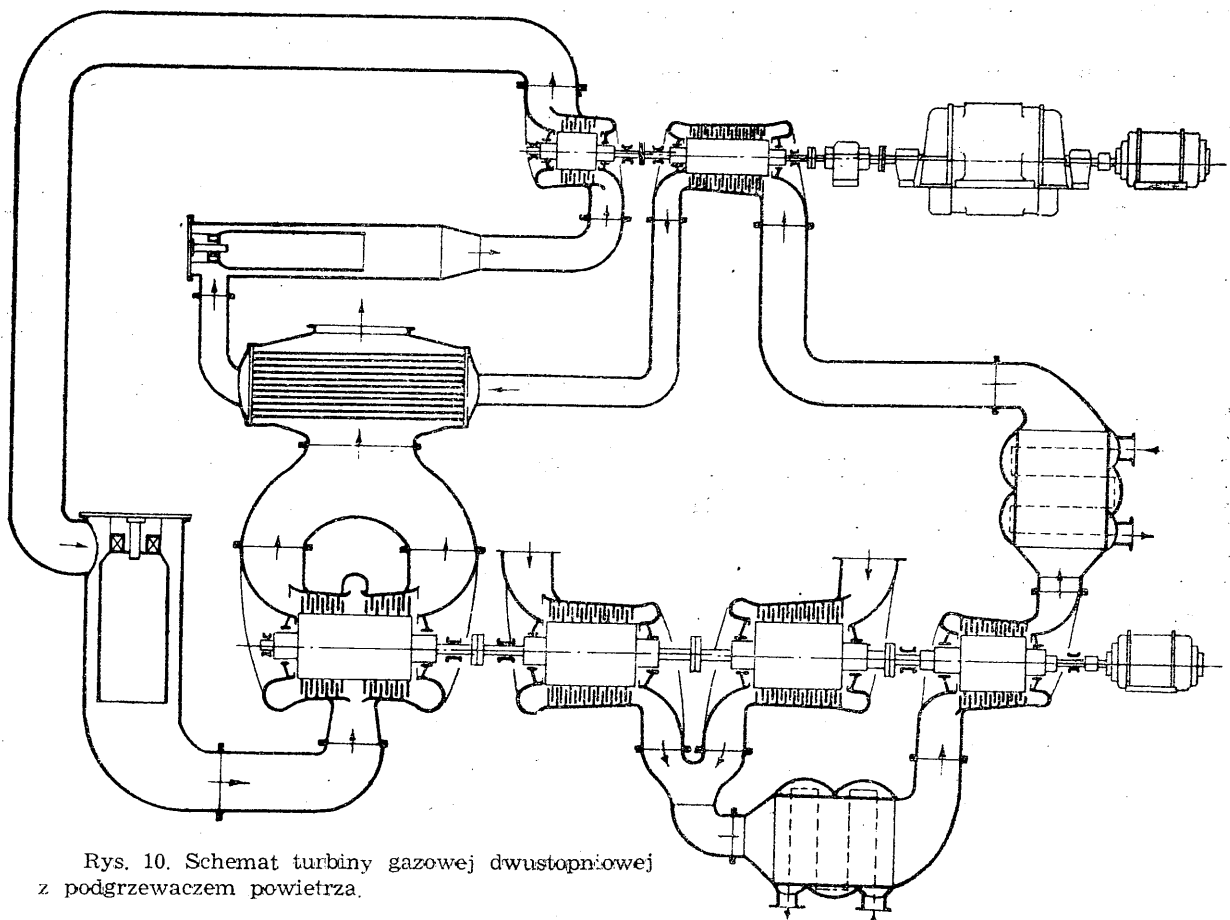 Rys. 10. Schemat turbiny gazowej dwustopniowej
z podgrzewaczem powietrza.